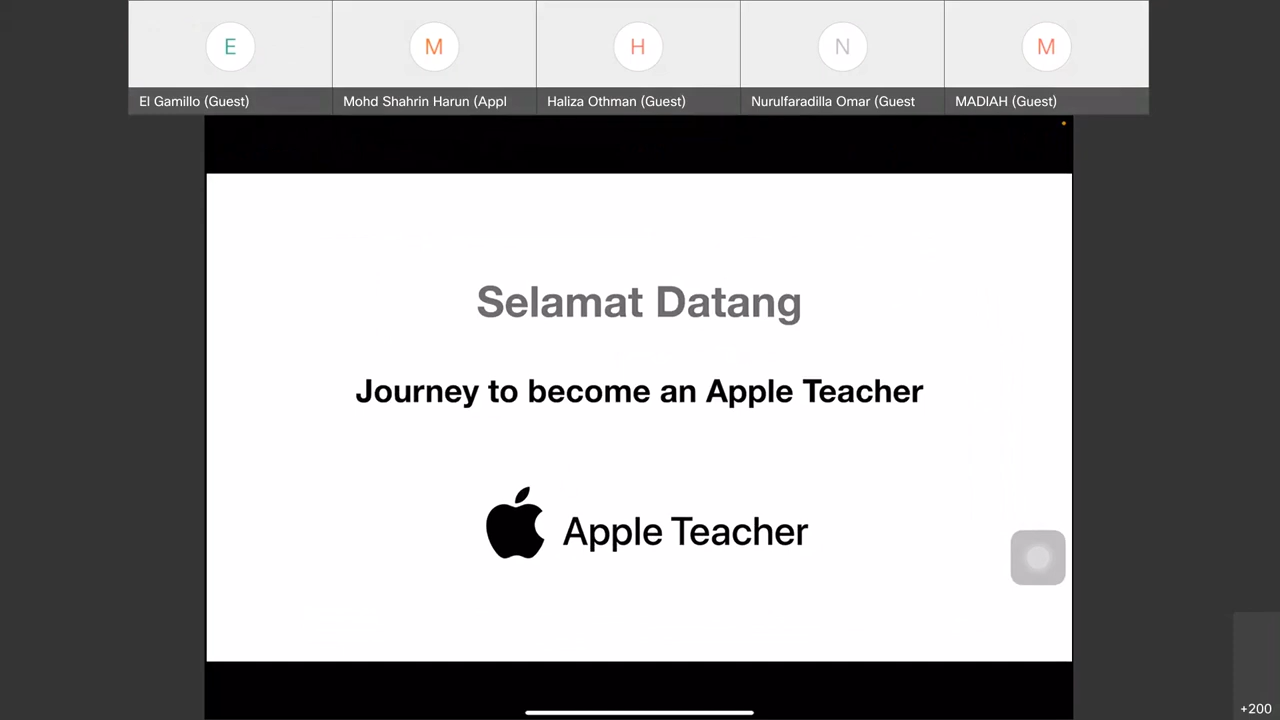 E
M
H
N
M
El Gamillo (Guest)
Mohd Shahrin Harun (Appl
Haliza Othman (Guest)
Nurulfaradilla Omar (Guest
MADIAH (Guest)
Selamat Datang
Journey to become an Apple Teacher
Apple Teacher
+200